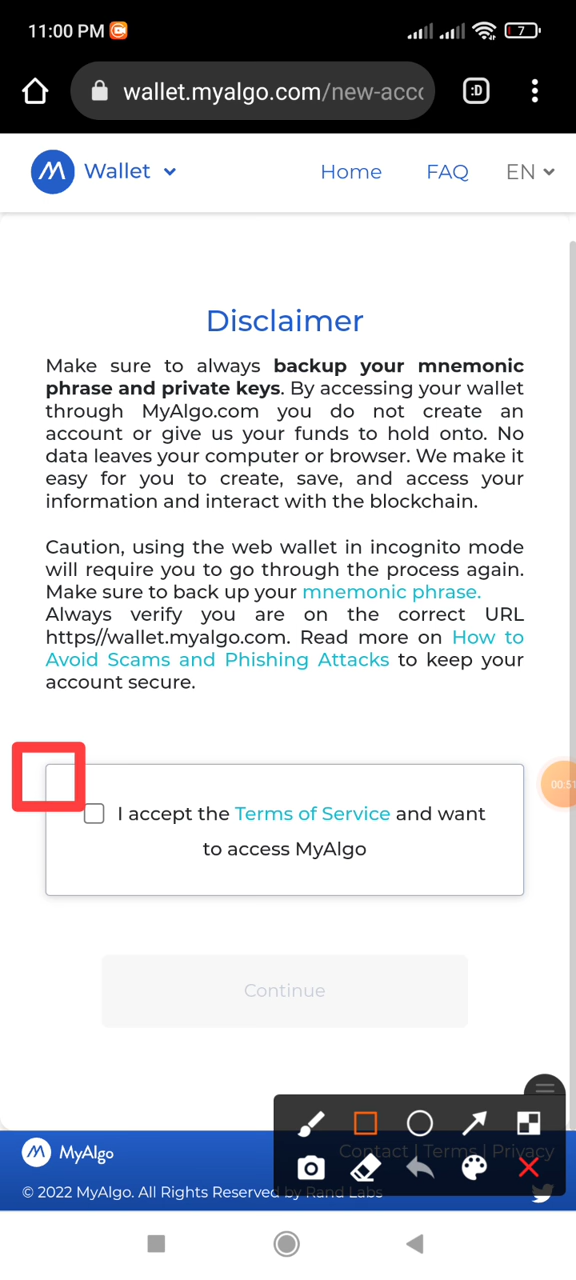 11:00 PM
7
wallet.myalgo.com/new-acco
:D
Wallet
Home
FAQ
EN
Disclaimer
Make sure to always backup your mnemonic
phrase and private keys. By accessing your wallet
through MyAlgo.com you do not create an
account or give us your funds to hold onto. No
data leaves your computer or browser. We make it
easy for you to create, save, and access your
information and interact with the blockchain.
Caution, using the web wallet in incognito mode
will require you to go through the process again.
Make sure to back up your mnemonic phrase.
Always verify you are on the correct URL
https//wallet.myalgo.com. Read more on How to
Avoid Scams and Phishing Attacks to keep your
account secure.
00:51
I accept the Terms of Service and want
to access MyAlgo
Continue
MyAlgo
Contact | Terms | Privacy
© 2022 MyAlgo. All Rights Reserved by Rand Labs